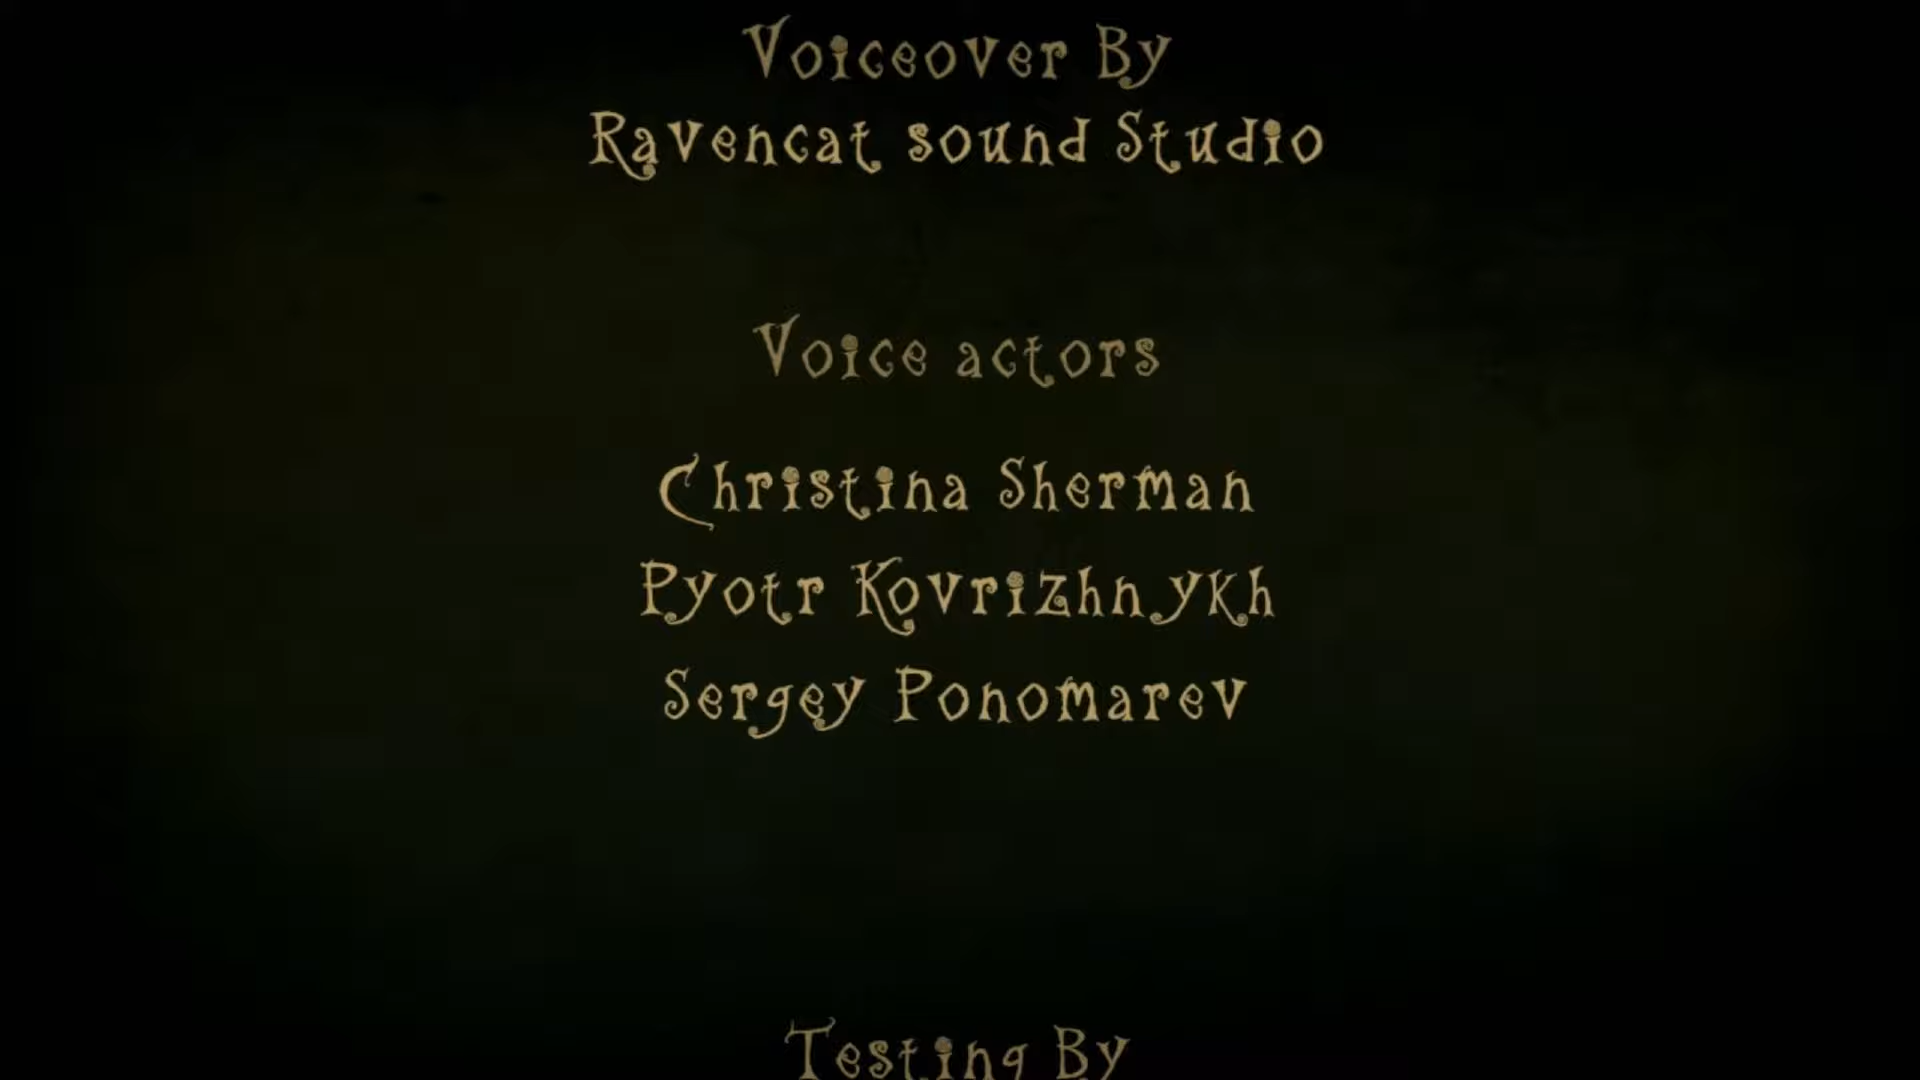 Voiceover By
Ravencat sound Studio
Voice actors
Christina Sherman
Pyotr Kovrizhnykh
Sergey Ponomarev
Testing By